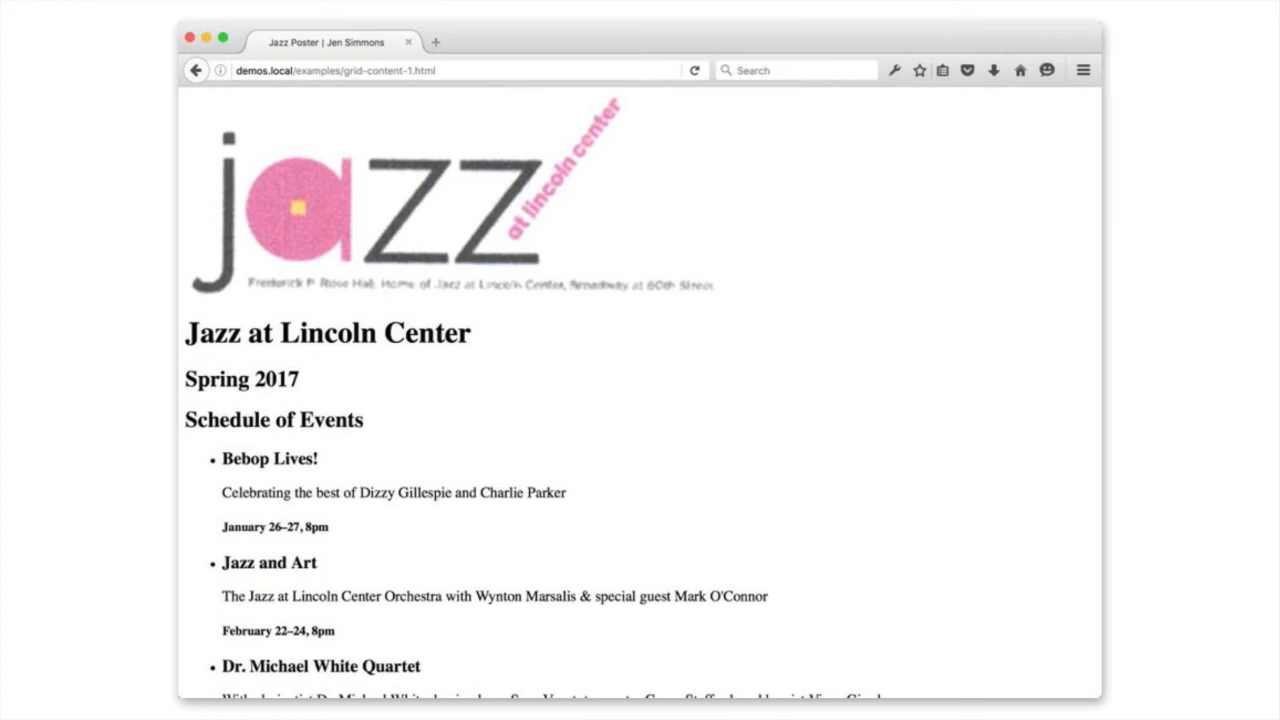 Jazz Poster | Jen Simmons
demos.local/examples/grid-content-1.html
Search
jazz
at lincoln center
Frederick P. Rose Hall, Home of Jazz at Lincoln Center, Broadway at 60th Street
Jazz at Lincoln Center
Spring 2017
Schedule of Events
• Bebop Lives!
Celebrating the best of Dizzy Gillespie and Charlie Parker
January 26–27, 8pm
• Jazz and Art
The Jazz at Lincoln Center Orchestra with Wynton Marsalis & special guest Mark O'Connor
February 22–24, 8pm
• Dr. Michael White Quartet